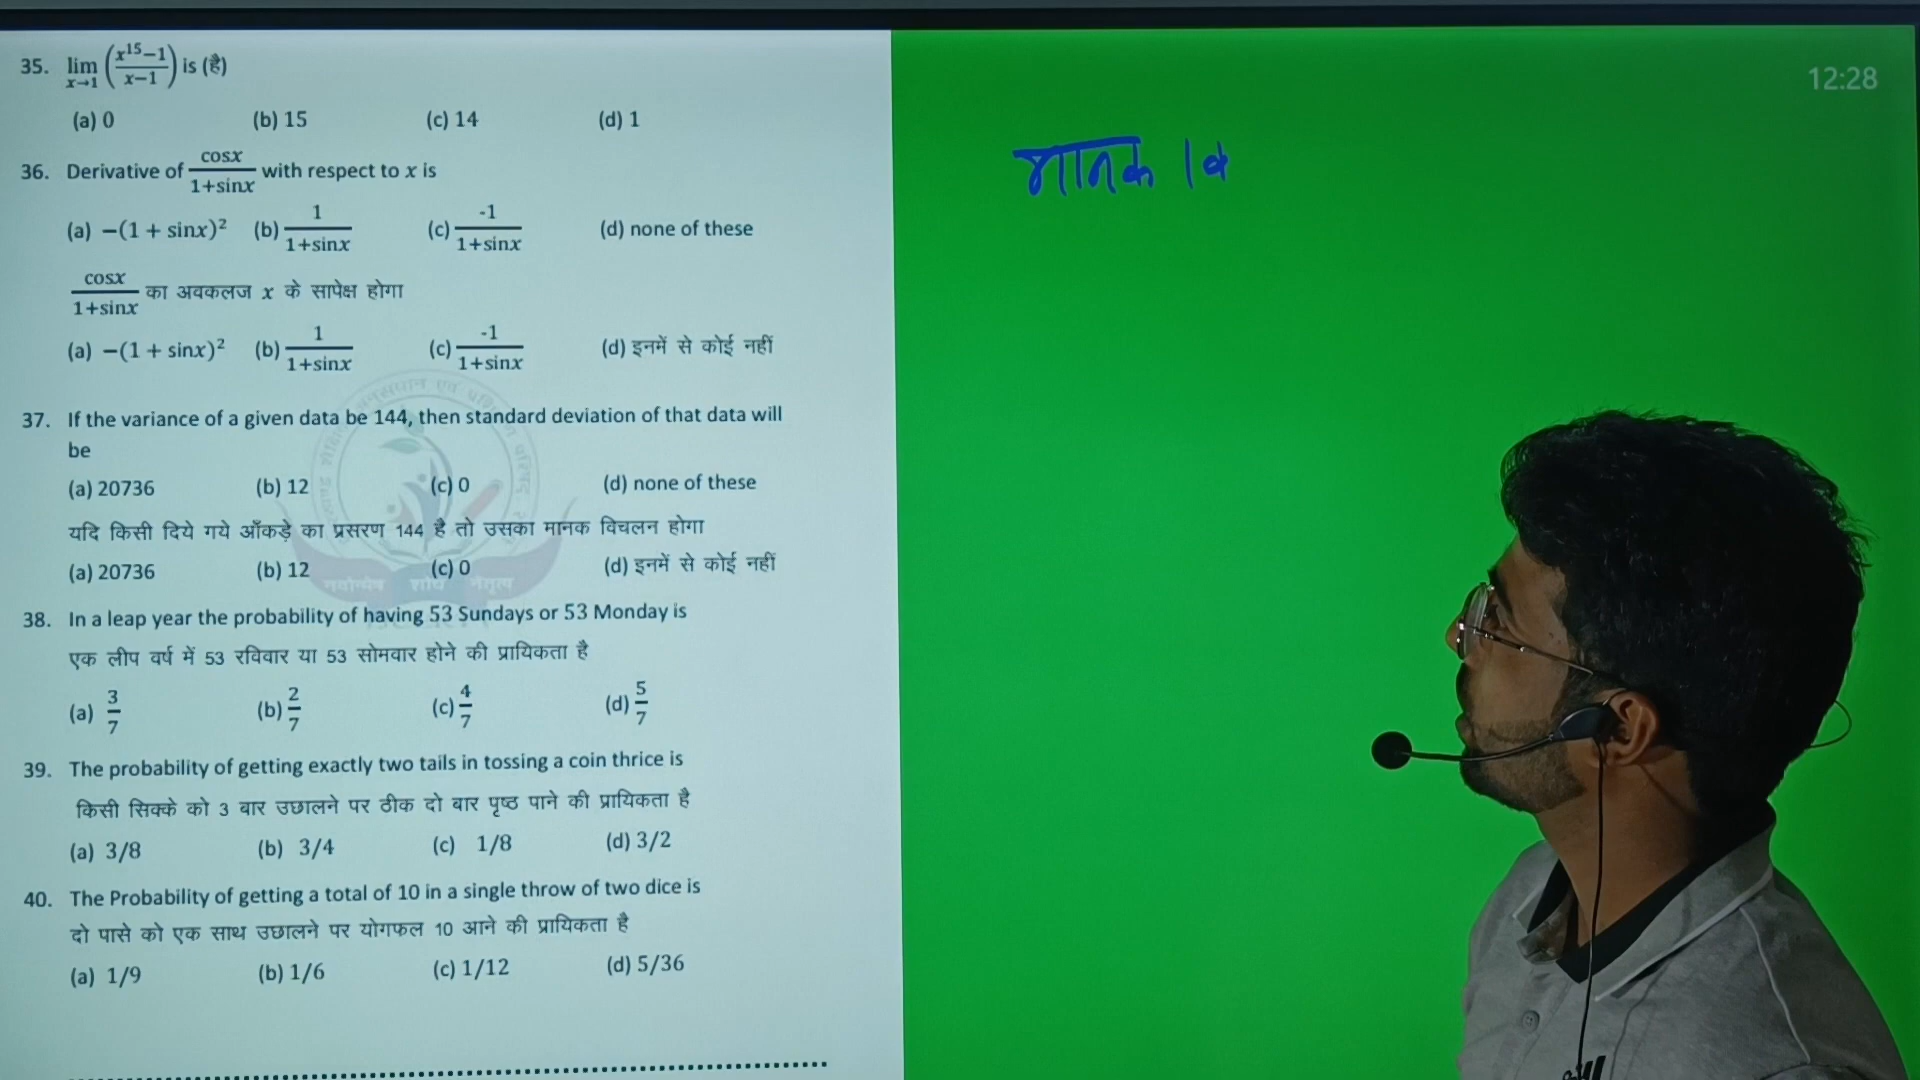 35. lim x→1 (x¹⁵−1 / x−1) is (है)
(a) 0 (b) 15 (c) 14 (d) 1
36. Derivative of cosx / 1+sinx with respect to x is
(a) −(1 + sinx)² (b) 1 / 1+sinx (c) -1 / 1+sinx (d) none of these
cosx / 1+sinx का अवकलज x के सापेक्ष होगा
(a) −(1 + sinx)² (b) 1 / 1+sinx (c) -1 / 1+sinx (d) इनमें से कोई नहीं
37. If the variance of a given data be 144, then standard deviation of that data will
be
(a) 20736 (b) 12 (c) 0 (d) none of these
यदि किसी दिये गये आँकड़े का प्रसरण 144 है तो उसका मानक विचलन होगा
(a) 20736 (b) 12 (c) 0 (d) इनमें से कोई नहीं
38. In a leap year the probability of having 53 Sundays or 53 Monday is
एक लीप वर्ष में 53 रविवार या 53 सोमवार होने की प्रायिकता है
(a) 3/7 (b) 2/7 (c) 4/7 (d) 5/7
39. The probability of getting exactly two tails in tossing a coin thrice is
किसी सिक्के को 3 बार उछालने पर ठीक दो बार पृष्ठ पाने की प्रायिकता है
(a) 3/8 (b) 3/4 (c) 1/8 (d) 3/2
40. The Probability of getting a total of 10 in a single throw of two dice is
दो पासे को एक साथ उछालने पर योगफल 10 आने की प्रायिकता है
(a) 1/9 (b) 1/6 (c) 1/12 (d) 5/36
12:28
मानक